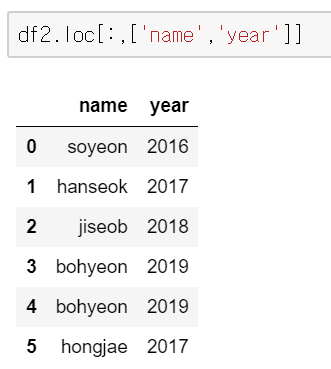 df2.loc[:,['name','year']]
name year
0 soyeon 2016
1 hanseok 2017
2 jiseob 2018
3 bohyeon 2019
4 bohyeon 2019
5 hongjae 2017